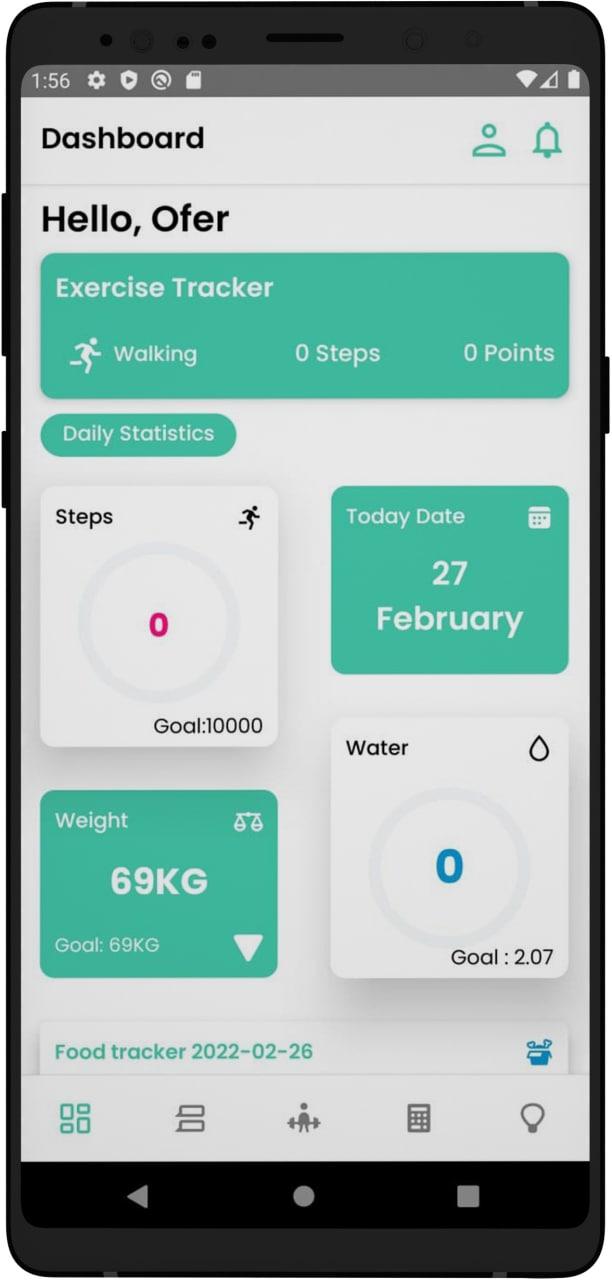 1:56
Dashboard
Hello, Ofer
Exercise Tracker
Walking 0 Steps 0 Points
Daily Statistics
Steps
0
Goal:10000
Today Date
27
February
Water
0
Goal : 2.07
Weight
69KG
Goal: 69KG
Food tracker 2022-02-26